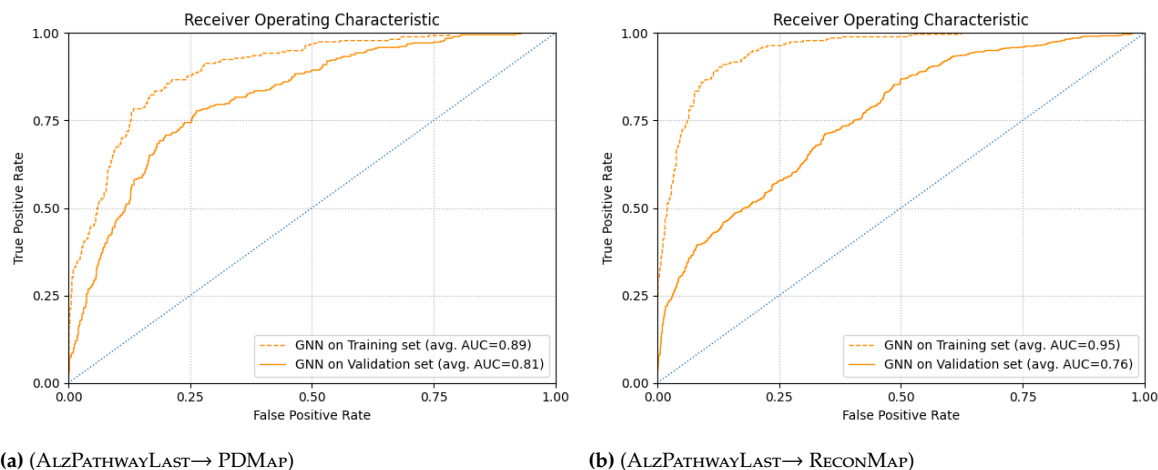 Receiver Operating Characteristic
1.00
0.75
0.50
0.25
0.00
True Positive Rate
0.00 0.25 0.50 0.75 1.00
False Positive Rate
GNN on Training set (avg. AUC=0.89)
GNN on Validation set (avg. AUC=0.81)
(a) (AlzPathwayLast→ PDMap)
Receiver Operating Characteristic
1.00
0.75
0.50
0.25
0.00
True Positive Rate
0.00 0.25 0.50 0.75 1.00
False Positive Rate
GNN on Training set (avg. AUC=0.95)
GNN on Validation set (avg. AUC=0.76)
(b) (AlzPathwayLast→ ReconMap)